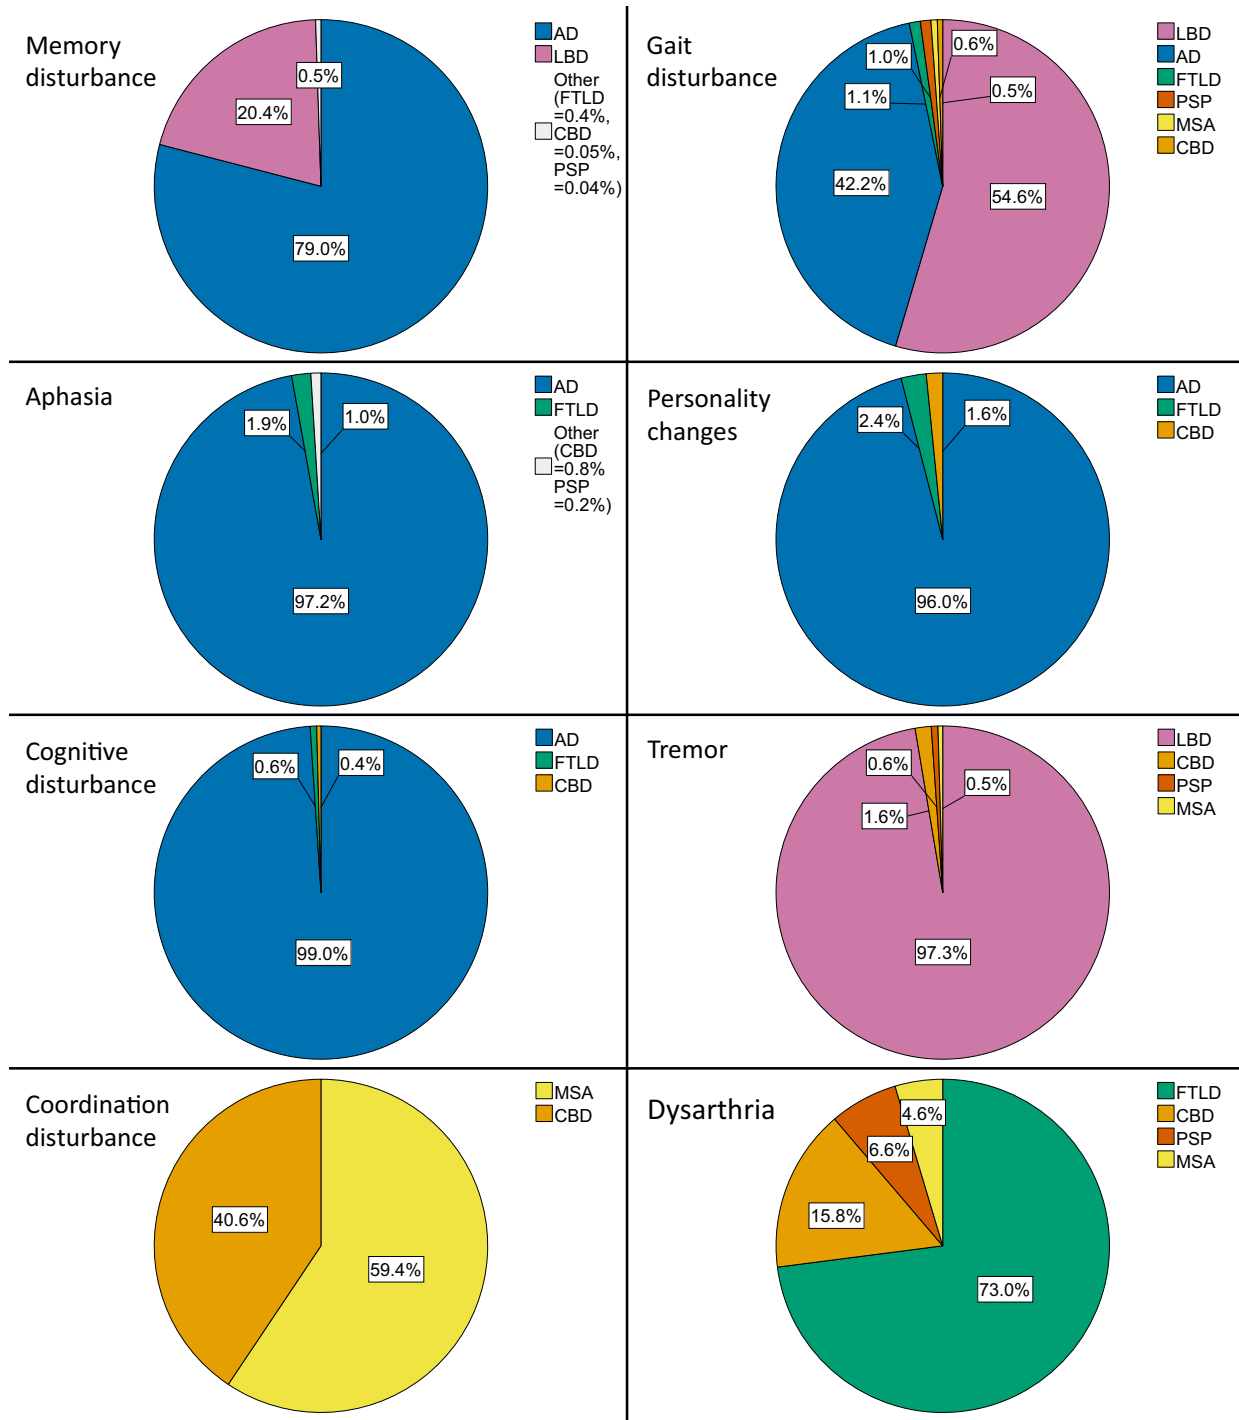 Memory
disturbance
AD
LBD
Other
(FTLD
=0.4%,
CBD
=0.05%,
PSP
=0.04%)
0.5%
20.4%
79.0%
Gait
disturbance
LBD
AD
FTLD
PSP
MSA
CBD
0.6%
1.0%
0.5%
1.1%
42.2%
54.6%
Aphasia
AD
FTLD
Other
(CBD
=0.8%
PSP
=0.2%)
1.9%
1.0%
97.2%
Personality
changes
AD
FTLD
CBD
2.4%
1.6%
96.0%
Cognitive
disturbance
AD
FTLD
CBD
0.6%
0.4%
99.0%
Tremor
LBD
CBD
PSP
MSA
0.6%
0.5%
1.6%
97.3%
Coordination
disturbance
MSA
CBD
40.6%
59.4%
Dysarthria
FTLD
CBD
PSP
MSA
4.6%
6.6%
15.8%
73.0%